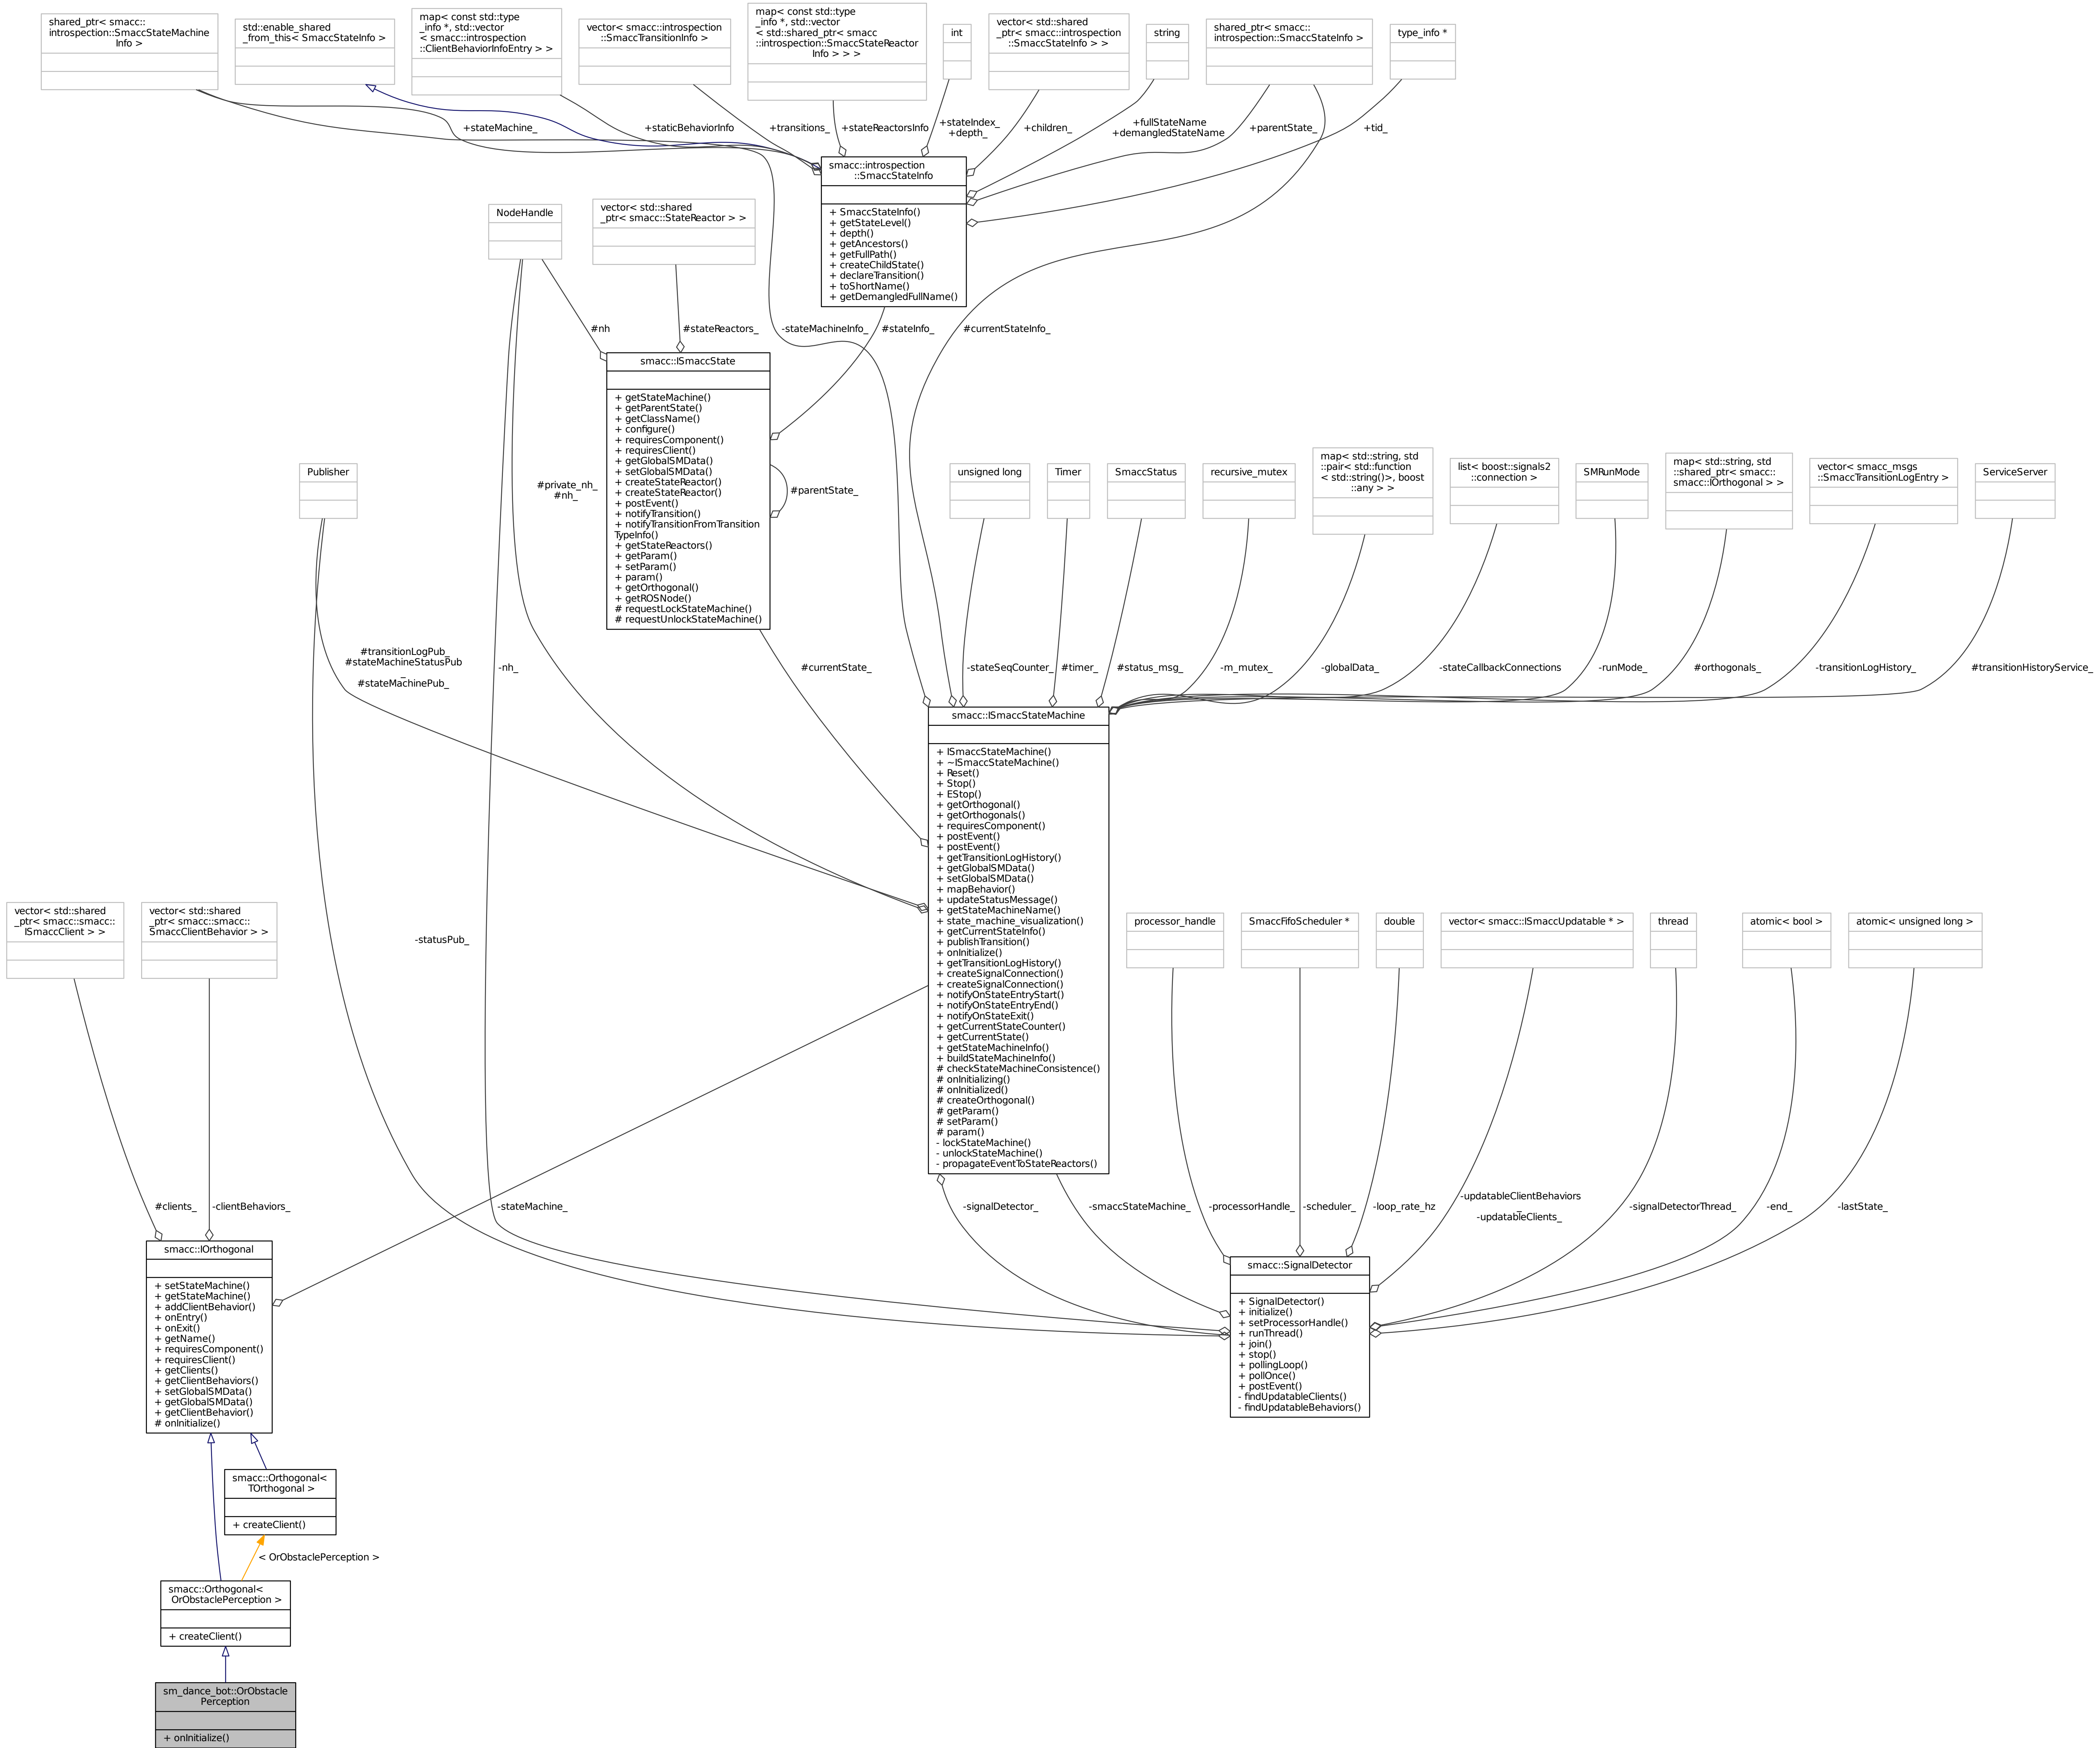 shared_ptr< smacc::
introspection::SmaccStateMachine
Info >
std::enable_shared
_from_this< SmaccStateInfo >
map< const std::type
_info *, std::vector
< smacc::introspection
::ClientBehaviorInfoEntry > >
vector< smacc::introspection
::SmaccTransitionInfo >
map< const std::type
_info *, std::vector
< std::shared_ptr< smacc
::introspection::SmaccStateReactor
Info > > >
int
vector< std::shared
_ptr< smacc::introspection
::SmaccStateInfo > >
string
shared_ptr< smacc::
introspection::SmaccStateInfo >
type_info *
+stateMachine_
+staticBehaviorInfo
+transitions_
+stateReactorsInfo
+stateIndex_
+depth_
+children_
+fullStateName
+demangledStateName
+parentState_
+tid_
smacc::introspection
::SmaccStateInfo
+ SmaccStateInfo()
+ getStateLevel()
+ depth()
+ getAncestors()
+ getFullPath()
+ createChildState()
+ declareTransition()
+ toShortName()
+ getDemangledFullName()
NodeHandle
vector< std::shared
_ptr< smacc::StateReactor > >
#nh
#stateReactors_
-stateMachineInfo_
#stateInfo_
#currentStateInfo_
smacc::ISmaccState
+ getStateMachine()
+ getParentState()
+ getClassName()
+ configure()
+ requiresComponent()
+ requiresClient()
+ getGlobalSMData()
+ setGlobalSMData()
+ createStateReactor()
+ createStateReactor()
+ postEvent()
+ notifyTransition()
+ notifyTransitionFromTransition
TypeInfo()
+ getStateReactors()
+ getParam()
+ setParam()
+ param()
+ getOrthogonal()
+ getROSNode()
# requestLockStateMachine()
# requestUnlockStateMachine()
#parentState_
Publisher
#private_nh_
#nh_
unsigned long
Timer
SmaccStatus
recursive_mutex
map< std::string, std
::pair< std::function
< std::string()>, boost
::any > >
list< boost::signals2
::connection >
SMRunMode
map< std::string, std
::shared_ptr< smacc::
smacc::IOrthogonal > >
vector< smacc_msgs
::SmaccTransitionLogEntry >
ServiceServer
#transitionLogPub_
#stateMachineStatusPub
_
#stateMachinePub_
-nh_
#currentState_
-stateSeqCounter_
#timer_
#status_msg_
-m_mutex_
-globalData_
-stateCallbackConnections
-runMode_
#orthogonals_
-transitionLogHistory_
#transitionHistoryService_
smacc::ISmaccStateMachine
+ ISmaccStateMachine()
+ ~ISmaccStateMachine()
+ Reset()
+ Stop()
+ EStop()
+ getOrthogonal()
+ getOrthogonals()
+ requiresComponent()
+ postEvent()
+ postEvent()
+ getTransitionLogHistory()
+ getGlobalSMData()
+ setGlobalSMData()
+ mapBehavior()
+ updateStatusMessage()
+ getStateMachineName()
+ state_machine_visualization()
+ getCurrentStateInfo()
+ publishTransition()
+ onInitialize()
+ getTransitionLogHistory()
+ createSignalConnection()
+ createSignalConnection()
+ notifyOnStateEntryStart()
+ notifyOnStateEntryEnd()
+ notifyOnStateExit()
+ getCurrentStateCounter()
+ getCurrentState()
+ getStateMachineInfo()
+ buildStateMachineInfo()
# checkStateMachineConsistence()
# onInitializing()
# onInitialized()
# createOrthogonal()
# getParam()
# setParam()
# param()
- lockStateMachine()
- unlockStateMachine()
- propagateEventToStateReactors()
vector< std::shared
_ptr< smacc::smacc::
ISmaccClient > >
vector< std::shared
_ptr< smacc::smacc::
SmaccClientBehavior > >
-statusPub_
processor_handle
SmaccFifoScheduler *
double
vector< smacc::ISmaccUpdatable * >
thread
atomic< bool >
atomic< unsigned long >
#clients_
-clientBehaviors_
-stateMachine_
-signalDetector_
-smaccStateMachine_
-processorHandle_
-scheduler_
-loop_rate_hz
-updatableClientBehaviors
_
-updatableClients_
-signalDetectorThread_
-end_
-lastState_
smacc::IOrthogonal
+ setStateMachine()
+ getStateMachine()
+ addClientBehavior()
+ onEntry()
+ onExit()
+ getName()
+ requiresComponent()
+ requiresClient()
+ getClients()
+ getClientBehaviors()
+ setGlobalSMData()
+ getGlobalSMData()
+ getClientBehavior()
# onInitialize()
smacc::SignalDetector
+ SignalDetector()
+ initialize()
+ setProcessorHandle()
+ runThread()
+ join()
+ stop()
+ pollingLoop()
+ pollOnce()
+ postEvent()
- findUpdatableClients()
- findUpdatableBehaviors()
smacc::Orthogonal<
TOrthogonal >
+ createClient()
< OrObstaclePerception >
smacc::Orthogonal<
OrObstaclePerception >
+ createClient()
sm_dance_bot::OrObstacle
Perception
+ onInitialize()